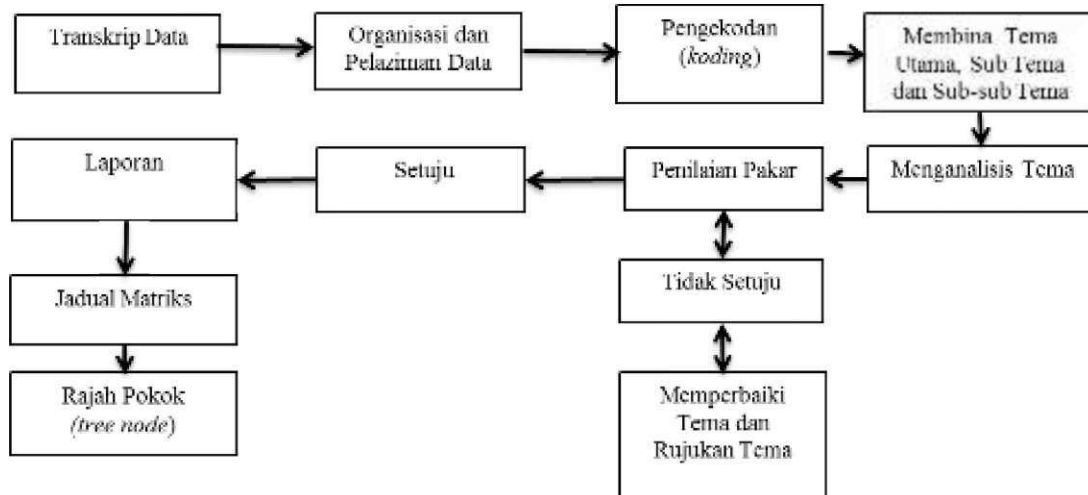 Transkrip Data
Organisasi dan
Pelaziman Data
Pengekodan
(koding)
Membina Tema
Utama, Sub Tema
dan Sub-sub Tema
Laporan
Setuju
Penilaian Pakar
Menganalisis Tema
Jadual Matriks
Tidak Setuju
Rajah Pokok
(tree node)
Memperbaiki
Tema dan
Rujukan Tema